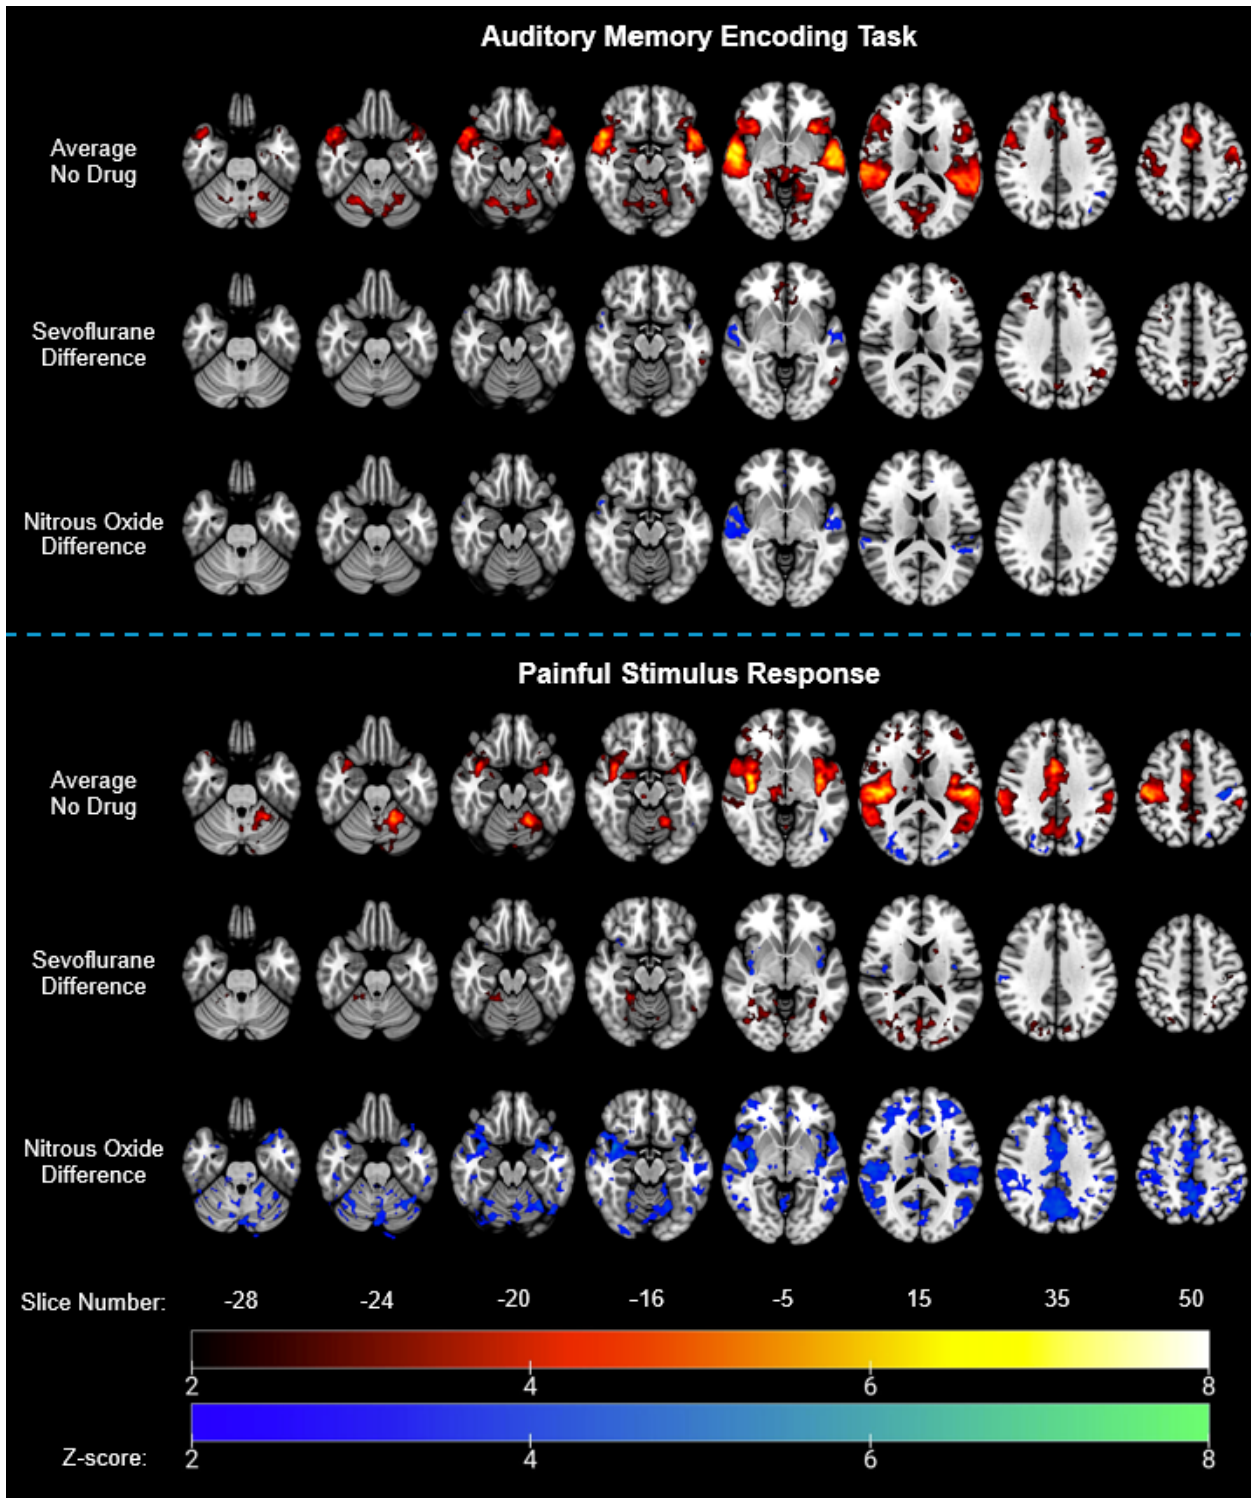 Auditory Memory Encoding Task
Average
No Drug
Sevoflurane
Difference
Nitrous Oxide
Difference
Painful Stimulus Response
Average
No Drug
Sevoflurane
Difference
Nitrous Oxide
Difference
Slice Number: -28 -24 -20 -16 -5 15 35 50
2 4 6 8
Z-score: 2 4 6 8